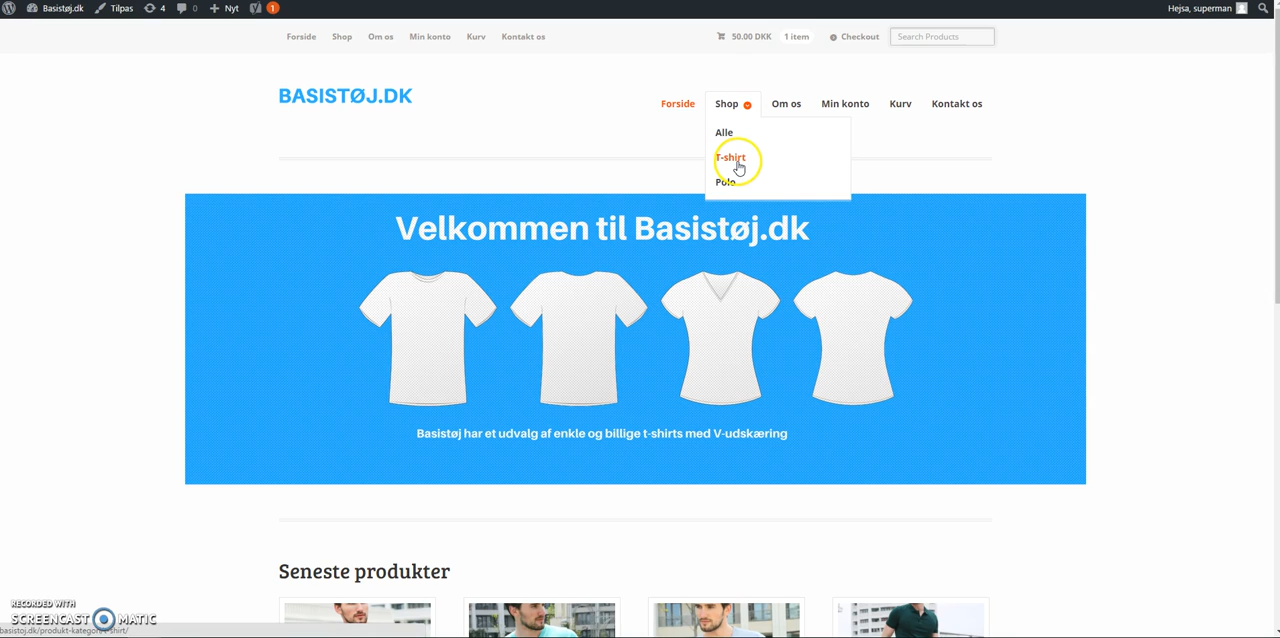 Basistøj.dk Tilpas 4 0 Nyt 1 Hejsa, superman
Forside Shop Om os Min konto Kurv Kontakt os 50.00 DKK 1 item Checkout Search Products
BASISTØJ.DK
Forside Shop Om os Min konto Kurv Kontakt os
Alle
T-shirt
Polo
Velkommen til Basistøj.dk
Basistøj har et udvalg af enkle og billige t-shirts med V-udskæring
Seneste produkter
RECORDED WITH
SCREENCAST MATIC
basistoj.dk/produkt-kategori/t-shirt/